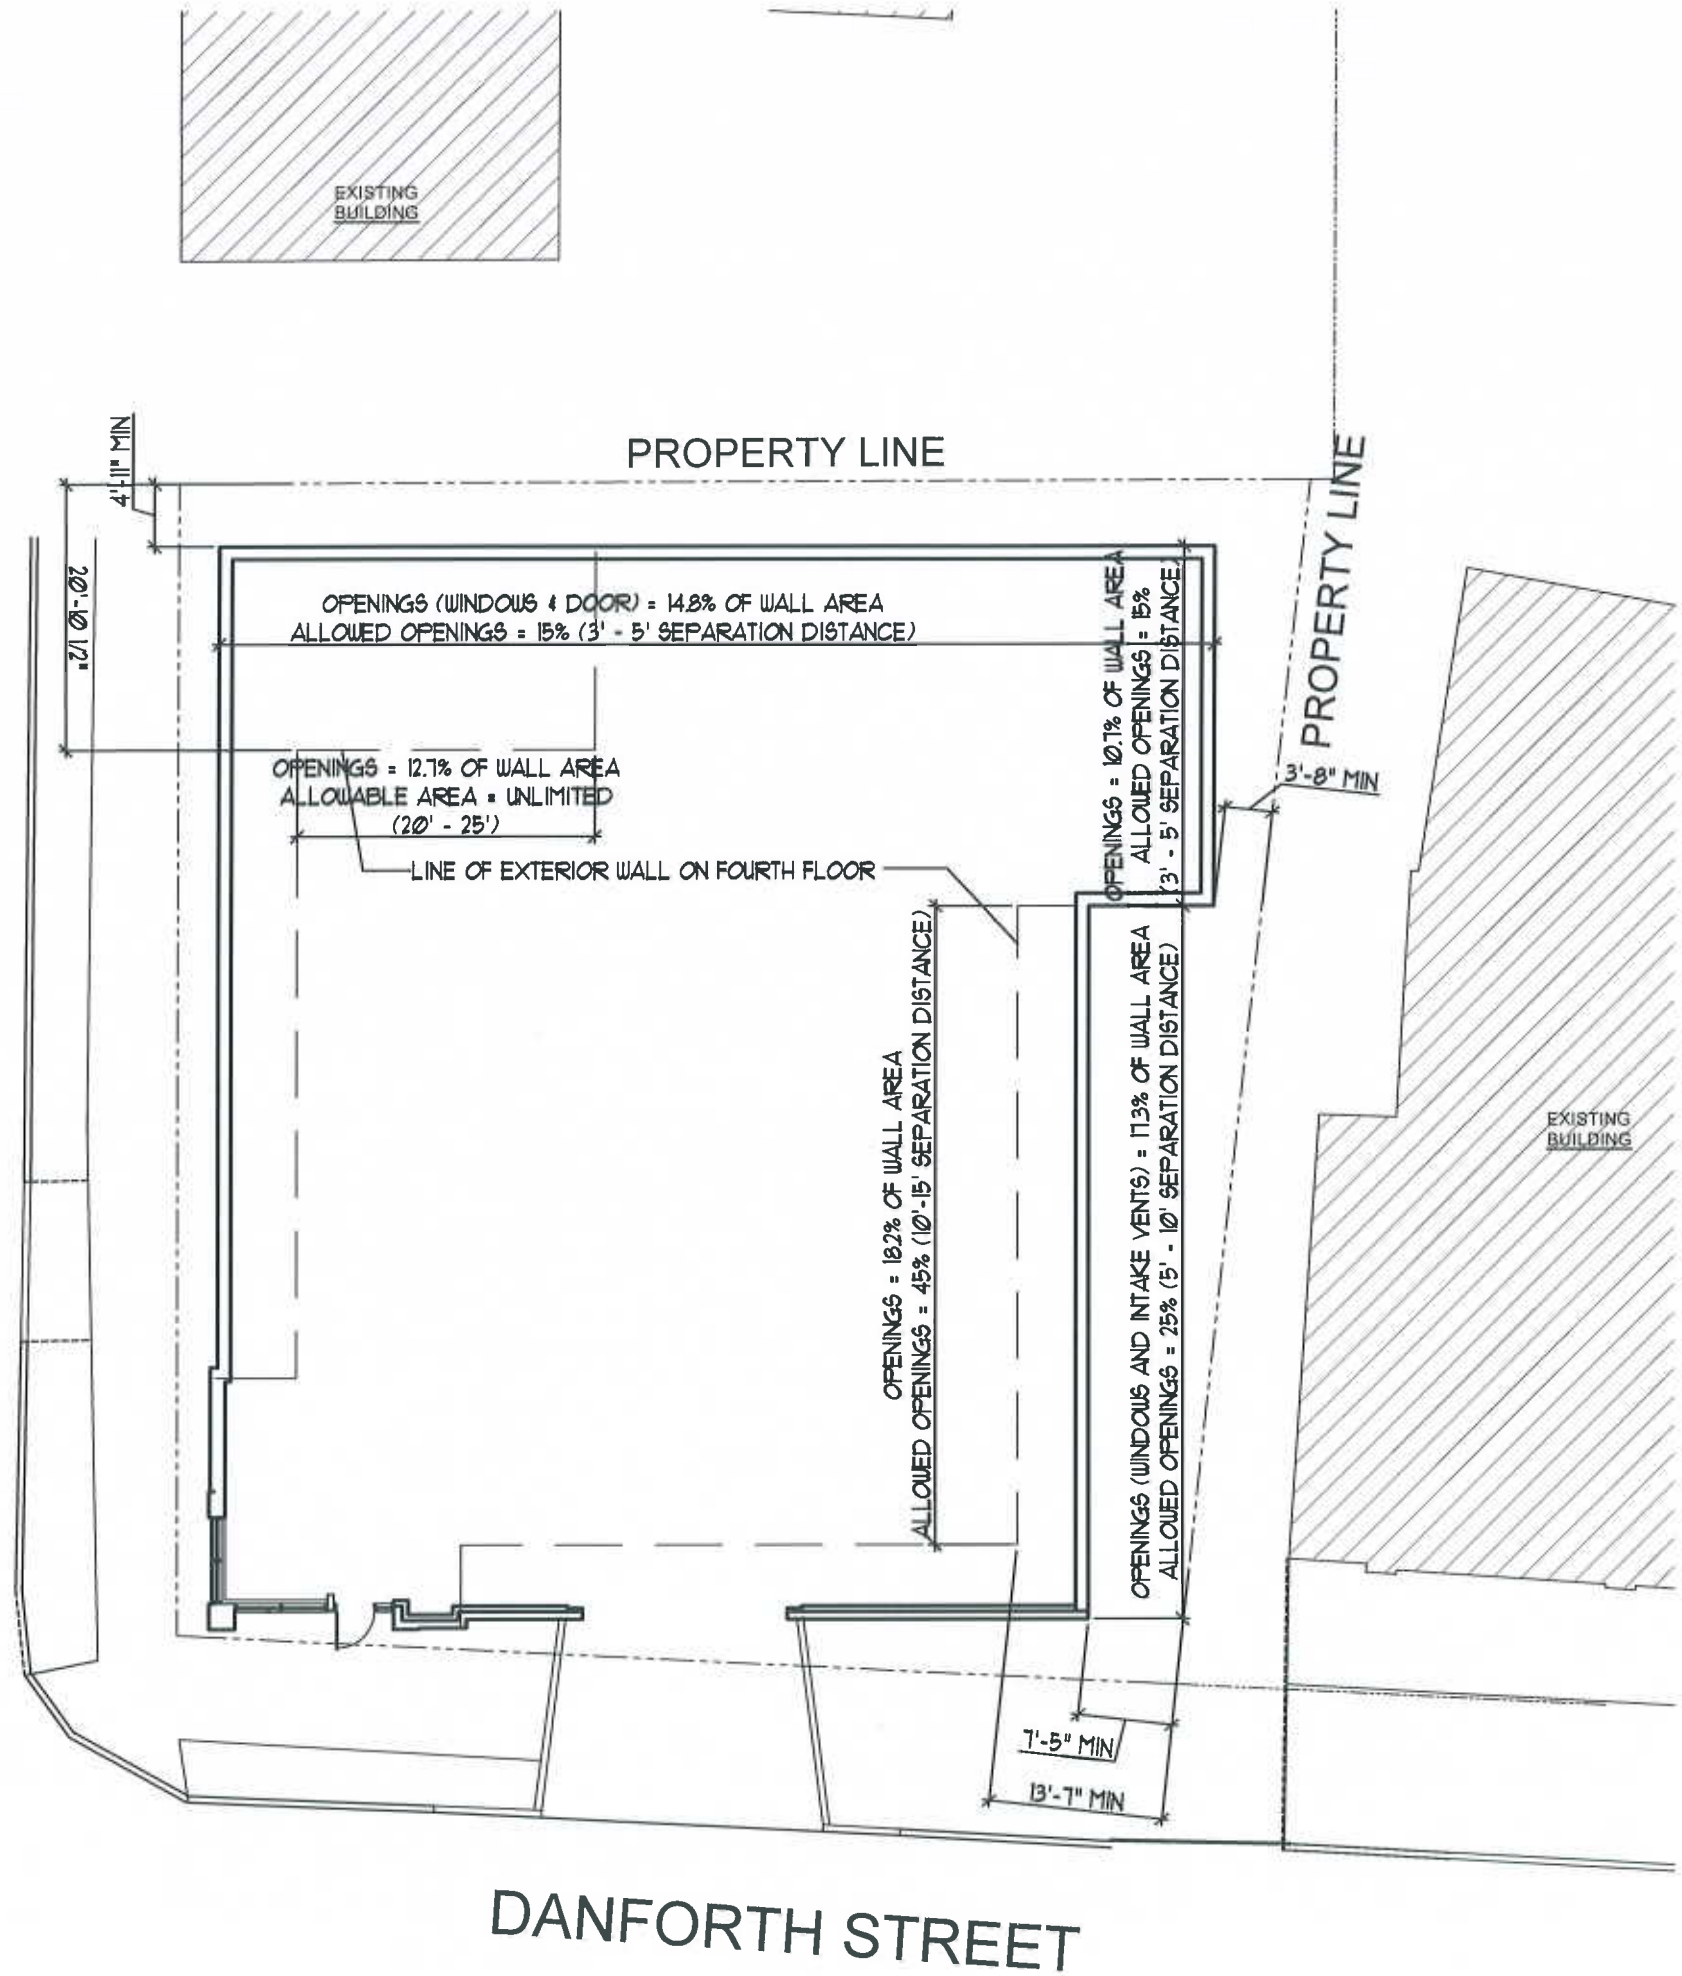 EXISTING
BUILDING
PROPERTY LINE
4'-11" MIN
20'-10 1/2"
OPENINGS (WINDOWS & DOOR) = 14.8% OF WALL AREA
ALLOWED OPENINGS = 15% (3' - 5' SEPARATION DISTANCE)
OPENINGS = 10.7% OF WALL AREA
ALLOWED OPENINGS = 15%
(3' - 5' SEPARATION DISTANCE)
PROPERTY LINE
3'-8" MIN
OPENINGS = 12.7% OF WALL AREA
ALLOWABLE AREA = UNLIMITED
(20' - 25')
LINE OF EXTERIOR WALL ON FOURTH FLOOR
OPENINGS = 18.2% OF WALL AREA
ALLOWED OPENINGS = 45% (10'-15' SEPARATION DISTANCE)
OPENINGS (WINDOWS AND INTAKE VENTS) = 17.3% OF WALL AREA
ALLOWED OPENINGS = 25% (5' - 10' SEPARATION DISTANCE)
EXISTING
BUILDING
7'-5" MIN
13'-7" MIN
DANFORTH STREET